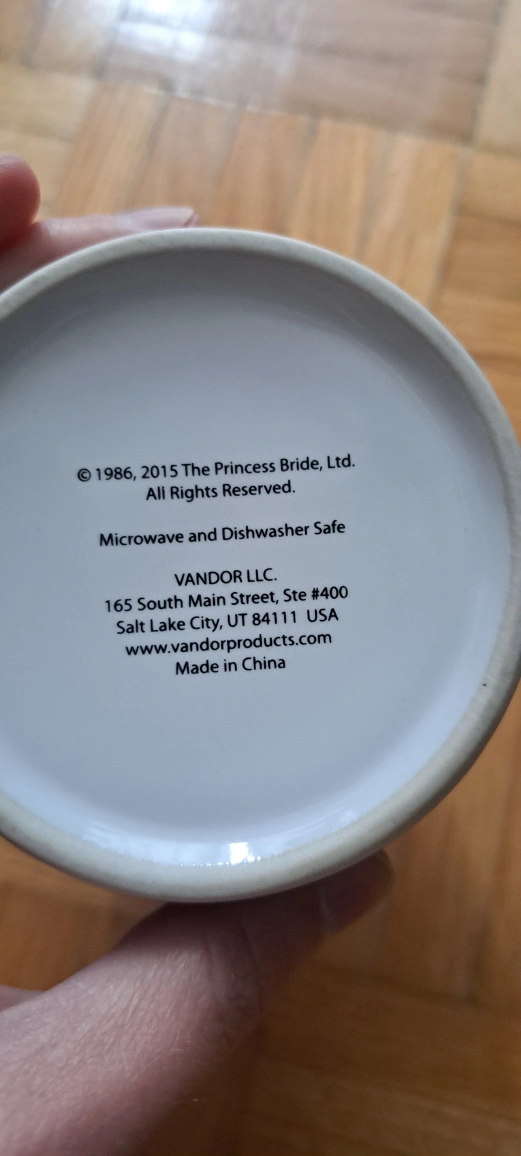 © 1986, 2015 The Princess Bride, Ltd.
All Rights Reserved.
Microwave and Dishwasher Safe
VANDOR LLC.
165 South Main Street, Ste #400
Salt Lake City, UT 84111 USA
www.vandorproducts.com
Made in China